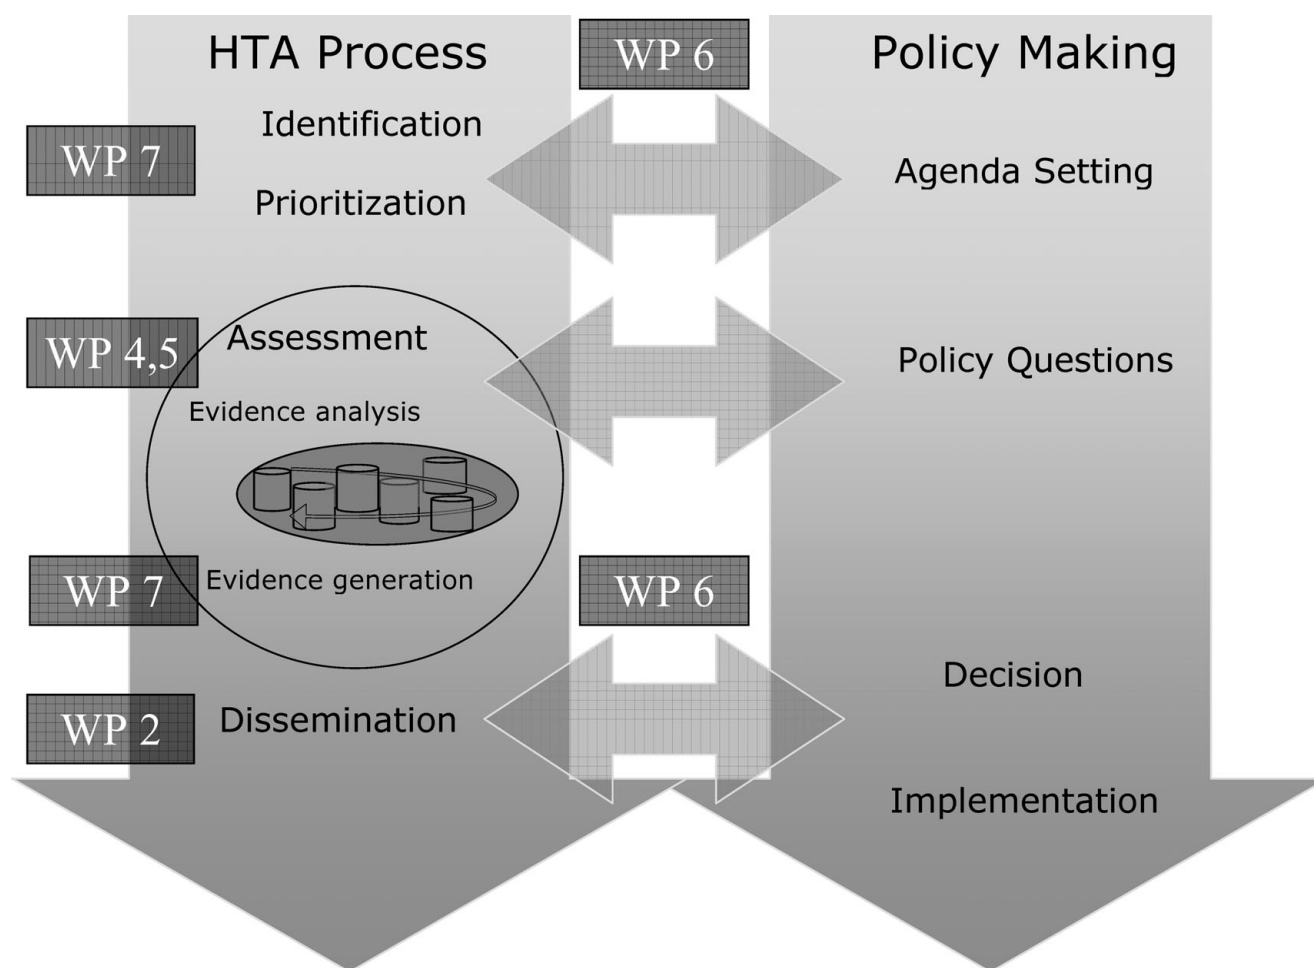 HTA Process
WP 6
Policy Making
Identification
WP 7
Agenda Setting
Prioritization
WP 4,5
Assessment
Policy Questions
Evidence analysis
WP 7
Evidence generation
WP 6
Decision
WP 2
Dissemination
Implementation